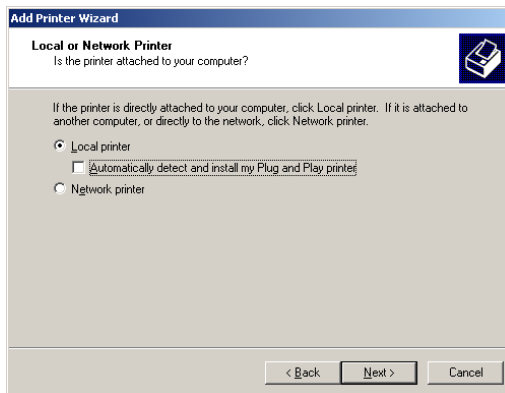 Add Printer Wizard
Local or Network Printer
Is the printer attached to your computer?
If the printer is directly attached to your computer, click Local printer. If it is attached to
another computer, or directly to the network, click Network printer.
Local printer
Automatically detect and install my Plug and Play printer
Network printer
< Back
Next >
Cancel